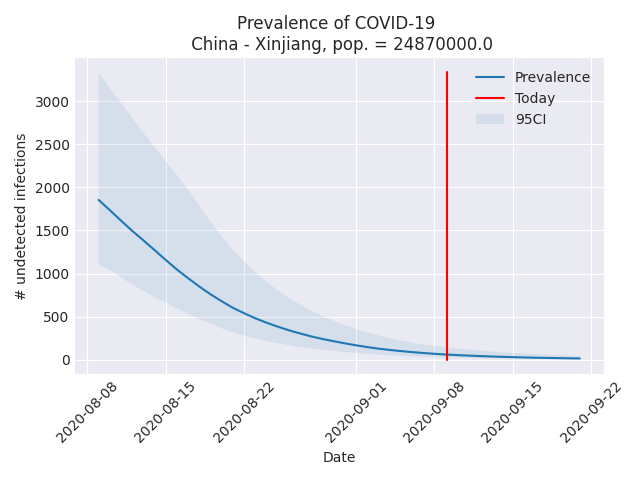 Prevalence of COVID-19
China - Xinjiang, pop. = 24870000.0
Prevalence
Today
95CI
# undetected infections
3000
2500
2000
1500
1000
500
0
2020-08-08
2020-08-15
2020-08-22
2020-09-01
2020-09-08
2020-09-15
2020-09-22
Date